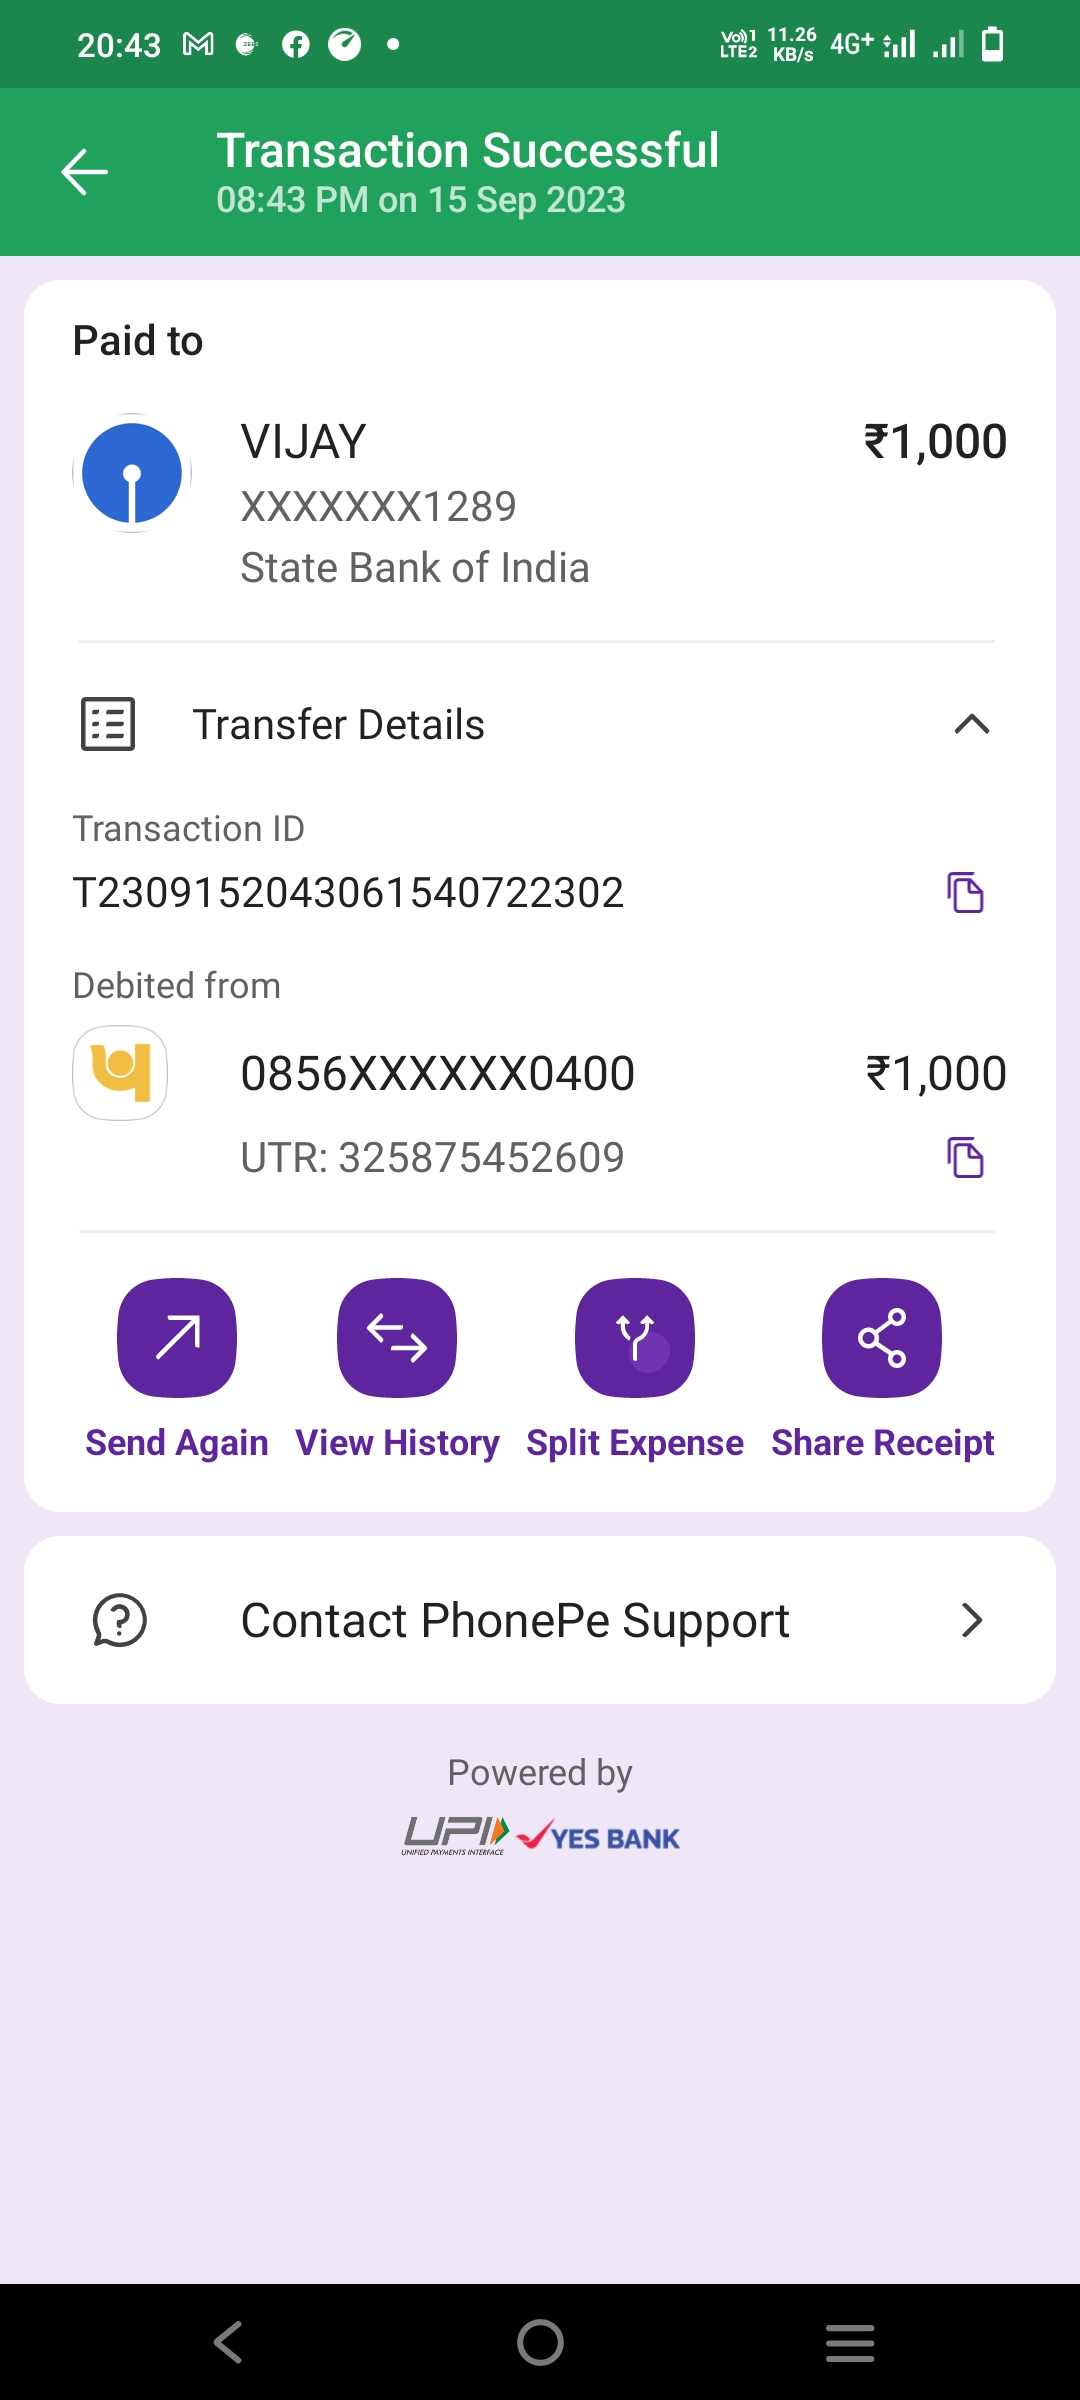 20:43
Vo)) 1 LTE2 11.26 KB/s 4G+
Transaction Successful
08:43 PM on 15 Sep 2023
Paid to
VIJAY ₹1,000
XXXXXXX1289
State Bank of India
Transfer Details
Transaction ID
T2309152043061540722302
Debited from
0856XXXXXX0400 ₹1,000
UTR: 325875452609
Send Again View History Split Expense Share Receipt
Contact PhonePe Support
Powered by
UPI YES BANK
UNIFIED PAYMENTS INTERFACE